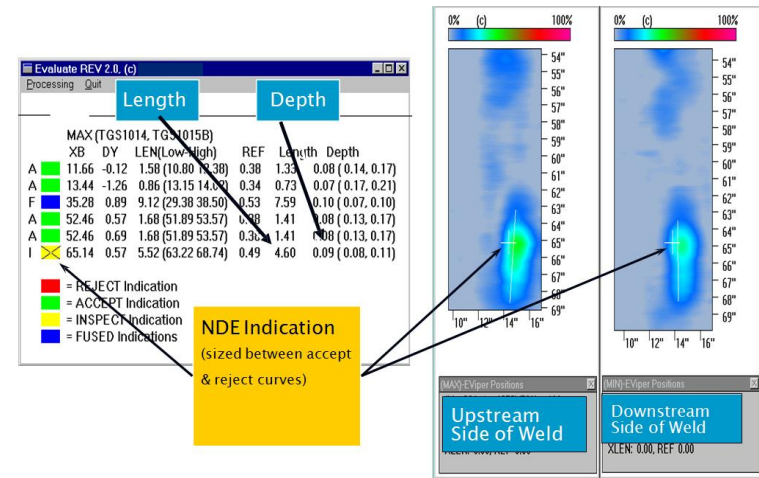 Evaluate REV 2.0, (c)
Processing Quit
Length
Depth
MAX (TGS1014, TGS1015B)
XB DY LEN(Low-High) REF Length Depth
A 11.66 -0.12 1.58 (10.80 12.38) 0.38 1.33 0.08 ( 0.14, 0.17)
A 13.44 -1.26 0.86 (13.15 14.02) 0.34 0.73 0.07 ( 0.17, 0.21)
F 35.28 0.89 9.12 (29.38 38.50) 0.53 7.59 0.10 ( 0.07, 0.10)
A 52.46 0.57 1.68 (51.89 53.57) 0.38 1.41 0.08 ( 0.13, 0.17)
A 52.46 0.69 1.68 (51.89 53.57) 1.41 0.08 ( 0.13, 0.17)
I 65.14 0.57 5.52 (63.22 68.74) 0.49 4.60 0.09 ( 0.08, 0.11)
= REJECT Indication
= ACCEPT Indication
= INSPECT Indication
= FUSED Indications
NDE Indication
(sized between accept
& reject curves)
0% (c) 100%
54"
55"
56"
57"
58"
59"
60"
61"
62"
63"
64"
65"
66"
67"
68"
69"
10" 12" 14" 16"
(MAX)-EViper Positions
Upstream
Side of Weld
0% (c) 100%
54"
56"
57"
58"
59"
60"
61"
62"
63"
64"
65"
66"
67"
68"
69"
10" 12" 14" 16"
(MIN)-EViper Positions
Downstream
Side of Weld
XLEN: 0.00, REF 0.00